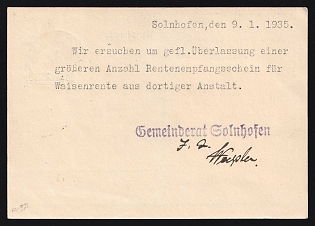 Solnhofen,den 9. 1. 1935.
Wir ersuchen um gefl.Überlassung einer
größeren Anzahl Rentenempfangsschein für
Waisenrente aus dortiger Anstalt.
Gemeinderat Solnhofen